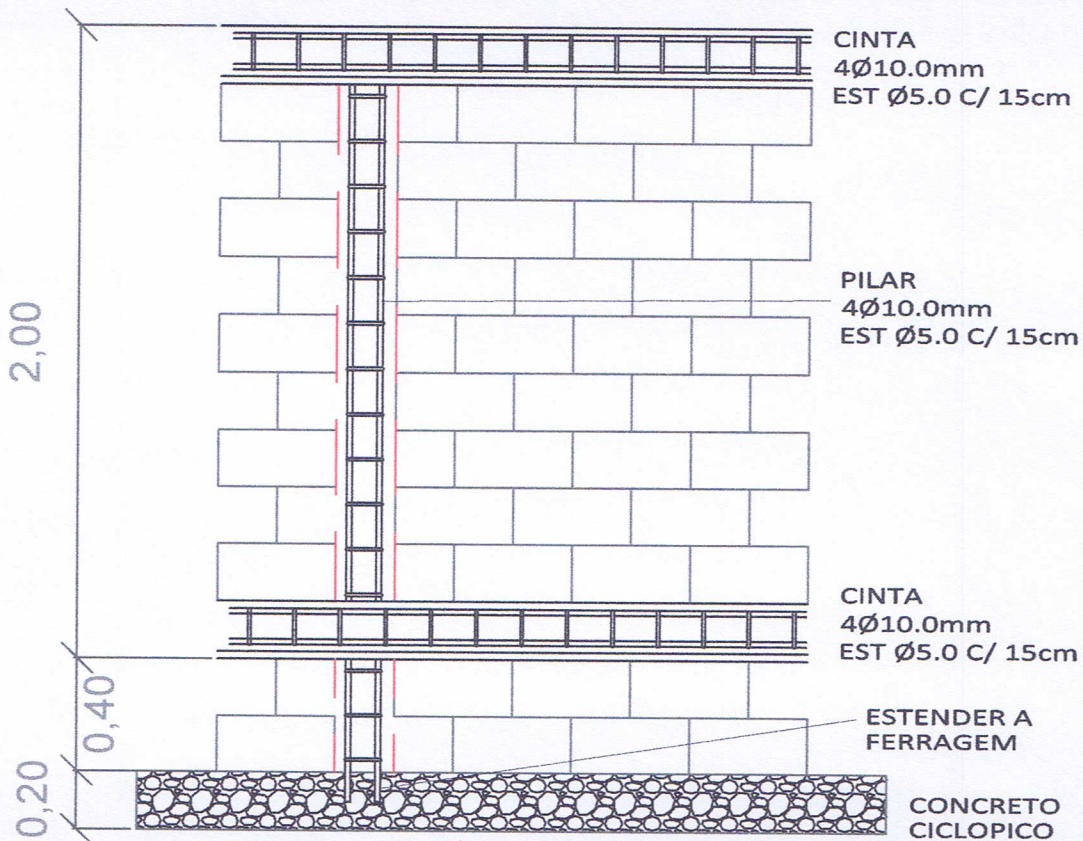 CINTA
4Ø10.0mm
EST Ø5.0 C/ 15cm
2,00
PILAR
4Ø10.0mm
EST Ø5.0 C/ 15cm
CINTA
4Ø10.0mm
EST Ø5.0 C/ 15cm
0,40
ESTENDER A
FERRAGEM
0,20
CONCRETO
CICLOPICO